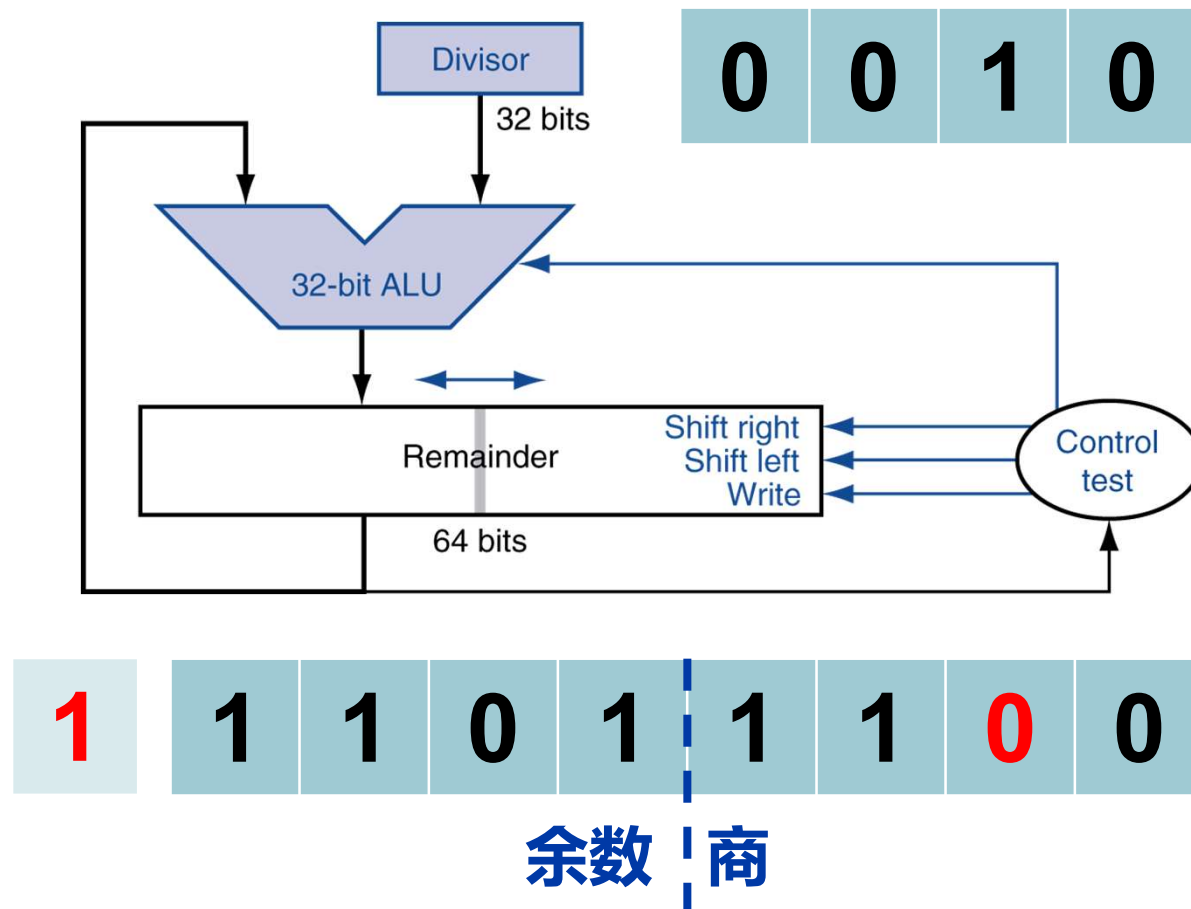 Divisor
0 0 1 0
32 bits
32-bit ALU
Remainder
Shift right
Shift left
Write
Control
test
64 bits
1 1 1 0 1 1 1 0 0
余数 商